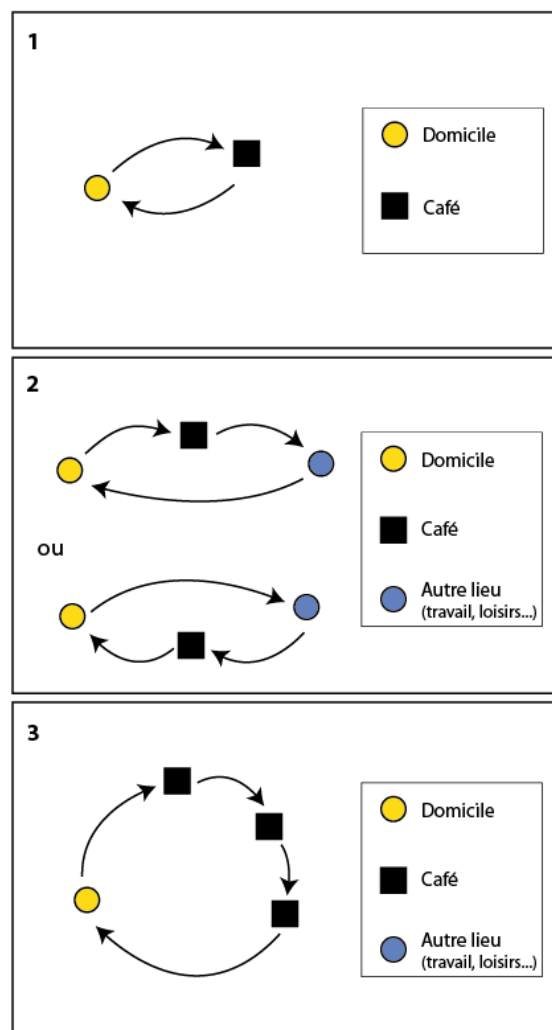 1
Domicile
Café
2
Domicile
Café
ou
Autre lieu
(travail, loisirs...)
3
Domicile
Café
Autre lieu
(travail, loisirs...)